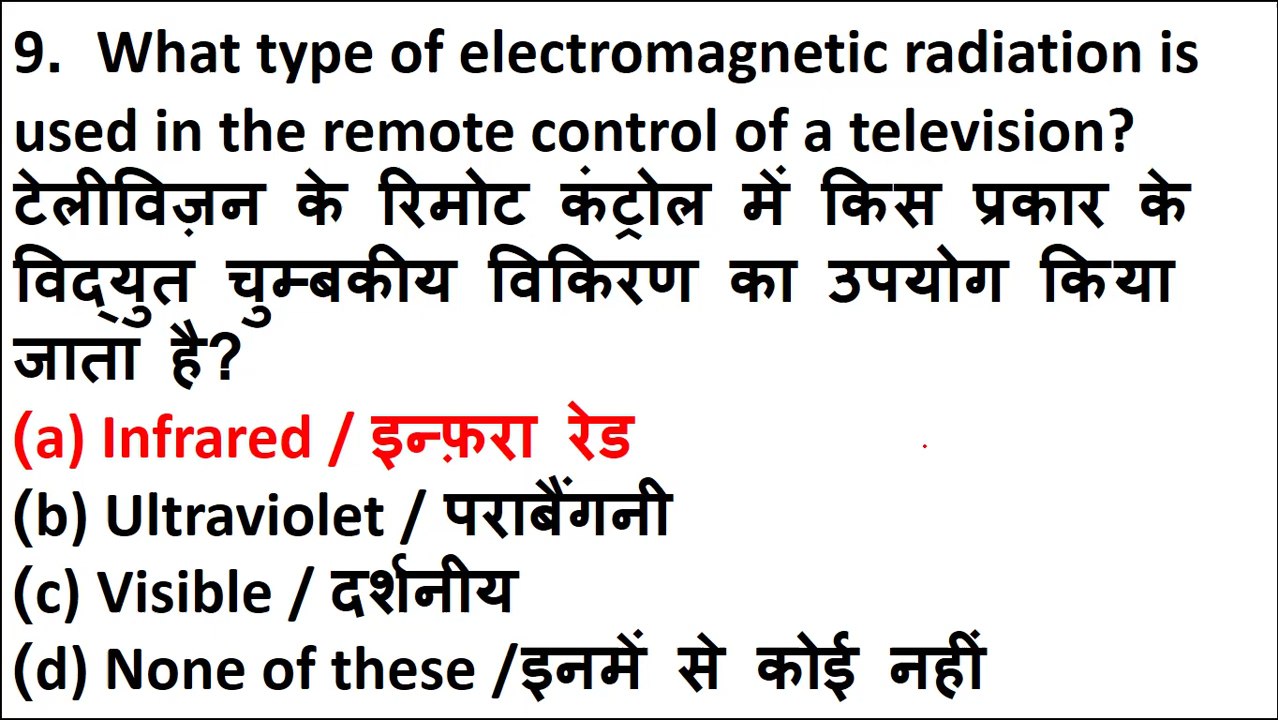 9. What type of electromagnetic radiation is
used in the remote control of a television?
टेलीविज़न के रिमोट कंट्रोल में किस प्रकार के
विद्युत चुम्बकीय विकिरण का उपयोग किया
जाता है?
(a) Infrared / इन्फ़रा रेड
(b) Ultraviolet / पराबैंगनी
(c) Visible / दर्शनीय
(d) None of these /इनमें से कोई नहीं